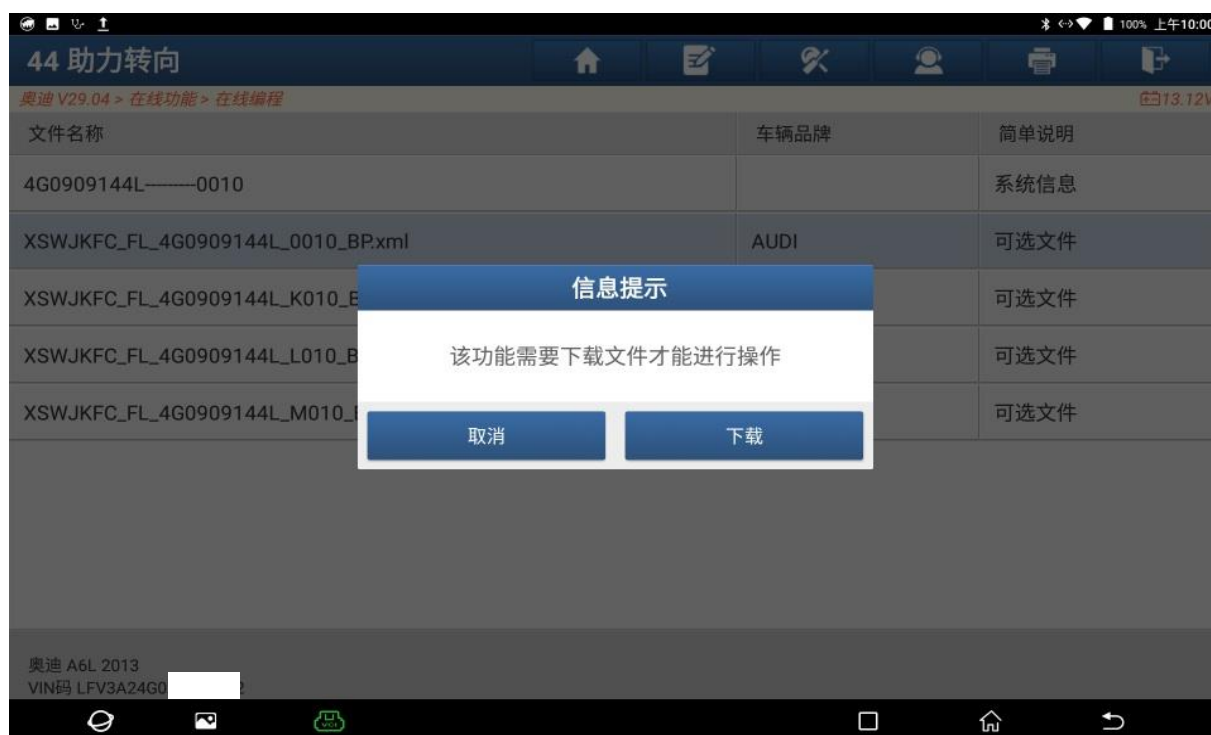 100% 上午10:00
44 助力转向
奥迪 V29.04 > 在线功能 > 在线编程
13.12V
文件名称 车辆品牌 简单说明
4G0909144L---------0010 系统信息
XSWJKFC_FL_4G0909144L_0010_BP.xml AUDI 可选文件
XSWJKFC_FL_4G0909144L_K010_ 可选文件
XSWJKFC_FL_4G0909144L_L010_B 可选文件
XSWJKFC_FL_4G0909144L_M010_ 可选文件
信息提示
该功能需要下载文件才能进行操作
取消 下载
奥迪 A6L 2013
VIN码 LFV3A24G0
VCI